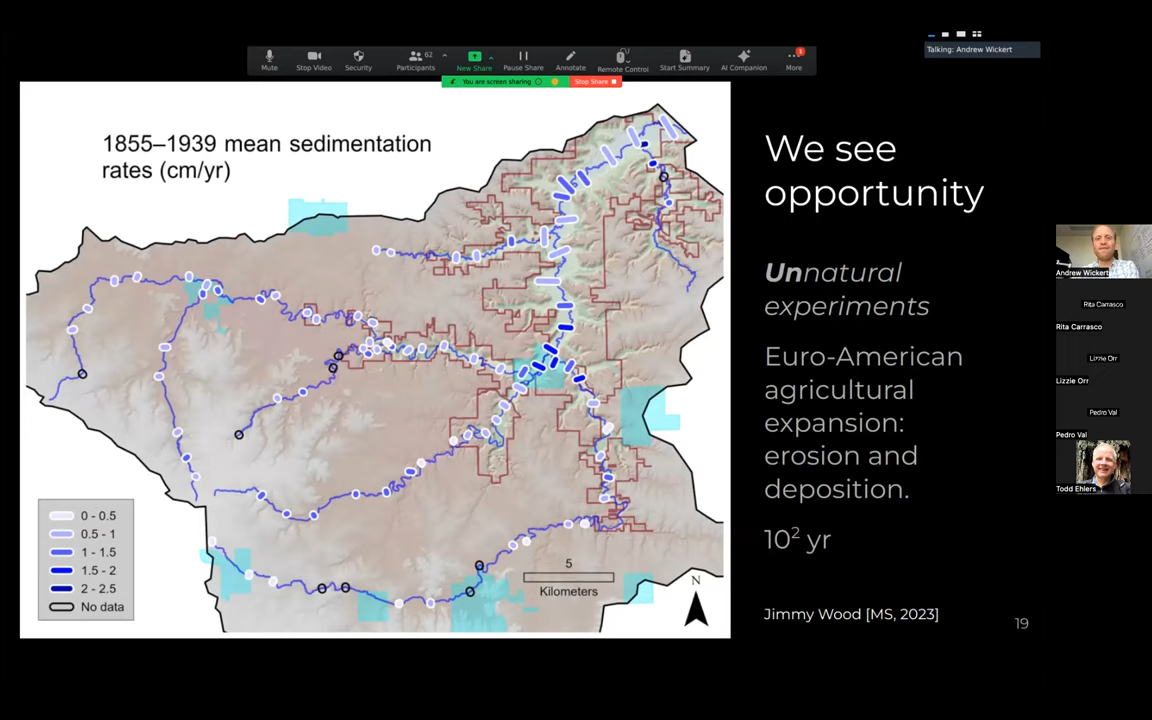 Talking: Andrew Wickert
Mute
Stop Video
Security
62
Participants
New Share
Pause Share
Annotate
Remote Control
Start Summary
AI Companion
1
More
You are screen sharing
Stop Share
1855–1939 mean sedimentation
rates (cm/yr)
0 - 0.5
0.5 - 1
1 - 1.5
1.5 - 2
2 - 2.5
No data
5
Kilometers
N
We see
opportunity
Unnatural
experiments
Euro-American
agricultural
expansion:
erosion and
deposition.
10² yr
Jimmy Wood [MS, 2023]
19
Andrew Wickert
Rita Carrasco
Rita Carrasco
Lizzie Orr
Lizzie Orr
Pedro Val
Pedro Val
Todd Ehlers